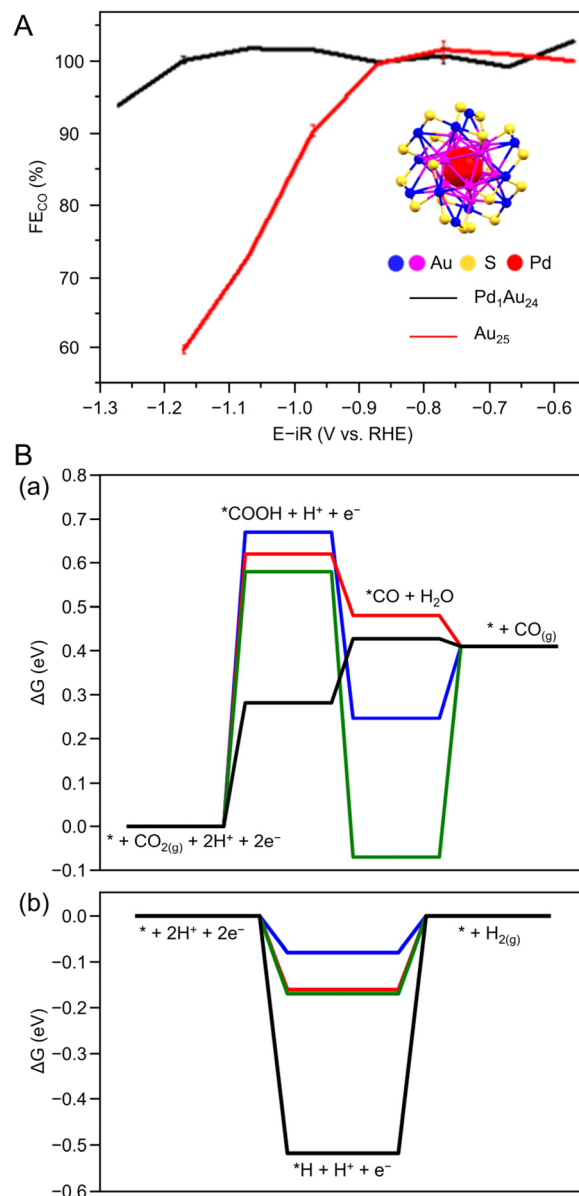 A
100
90
80
70
60
FE_CO (%)
Au S Pd
Pd₁Au₂₄
Au₂₅
−1.3 −1.2 −1.1 −1.0 −0.9 −0.8 −0.7 −0.6
E−iR (V vs. RHE)
B
(a)
0.8
0.7
0.6
0.5
0.4
0.3
0.2
0.1
0.0
−0.1
ΔG (eV)
*COOH + H⁺ + e⁻
*CO + H₂O
* + CO₍g₎
* + CO₂₍g₎ + 2H⁺ + 2e⁻
(b)
0.0
−0.1
−0.2
−0.3
−0.4
−0.5
−0.6
ΔG (eV)
* + 2H⁺ + 2e⁻
* + H₂₍g₎
*H + H⁺ + e⁻